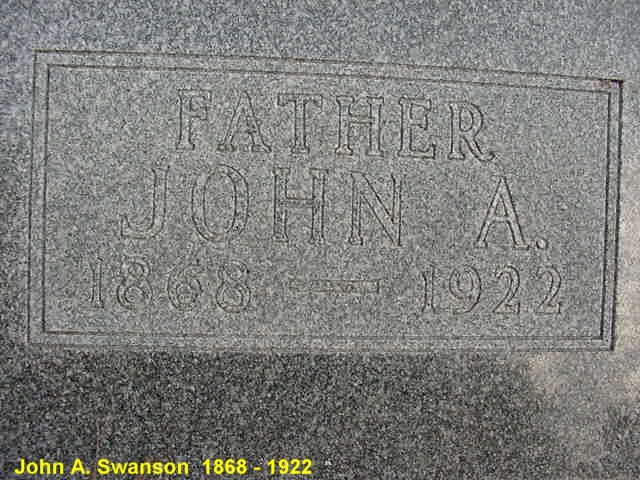 FATHER
JOHN A.
1868 — 1922
John A. Swanson 1868 - 1922